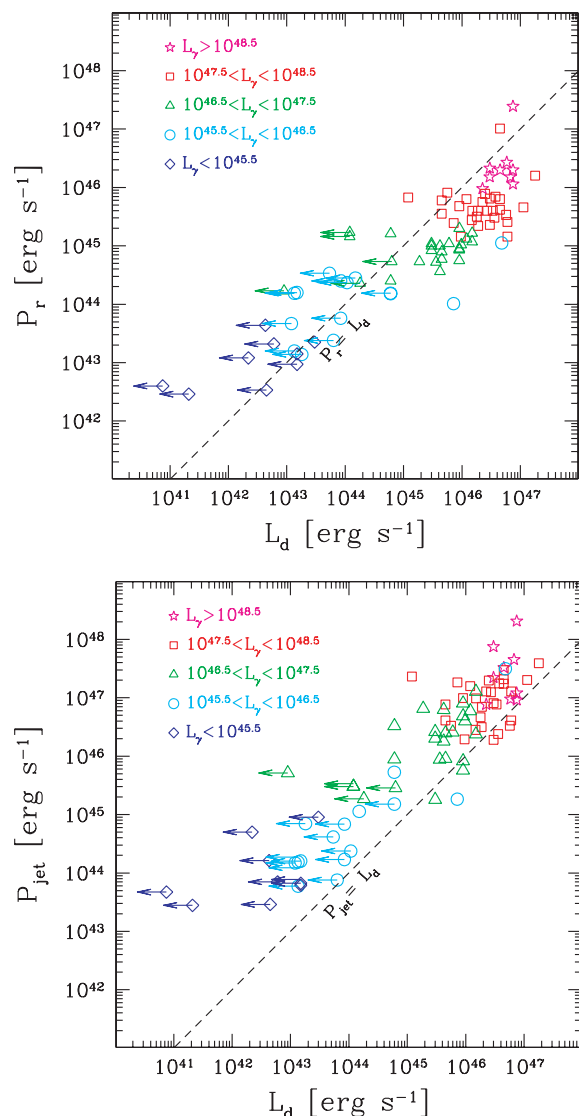 L_γ>10^48.5
10^47.5<L_γ<10^48.5
10^46.5<L_γ<10^47.5
10^45.5<L_γ<10^46.5
L_γ<10^45.5
10^48
10^47
10^46
10^45
10^44
10^43
10^42
P_r [erg s^-1]
P_r = L_d
10^41 10^42 10^43 10^44 10^45 10^46 10^47
L_d [erg s^-1]
L_γ>10^48.5
10^47.5<L_γ<10^48.5
10^46.5<L_γ<10^47.5
10^45.5<L_γ<10^46.5
L_γ<10^45.5
10^48
10^47
10^46
10^45
10^44
10^43
10^42
P_jet [erg s^-1]
P_jet = L_d
10^41 10^42 10^43 10^44 10^45 10^46 10^47
L_d [erg s^-1]